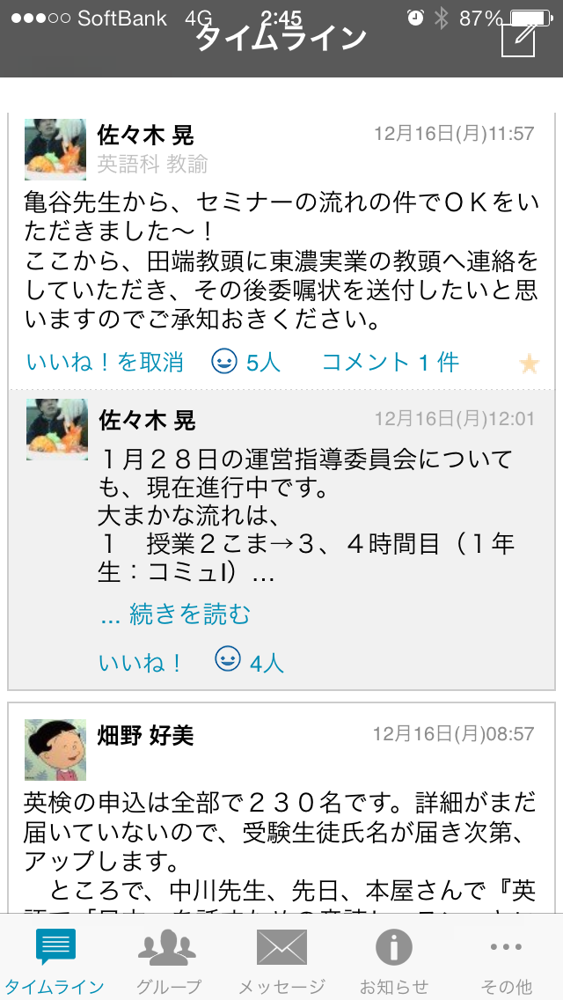 SoftBank 4G 2:45 87%
タイムライン
佐々木 晃 12月16日(月)11:57
英語科 教諭
亀谷先生から、セミナーの流れの件でＯＫをい
ただきました〜！
ここから、田端教頭に東濃実業の教頭へ連絡を
していただき、その後委嘱状を送付したいと思
いますのでご承知おきください。
いいね！を取消 5人 コメント 1 件
佐々木 晃 12月16日(月)12:01
１月２８日の運営指導委員会について
も、現在進行中です。
大まかな流れは、
１　授業２こま→３、４時間目（１年
生：コミュⅠ）...
... 続きを読む
いいね！ 4人
畑野 好美 12月16日(月)08:57
英検の申込は全部で２３０名です。詳細がまだ
届いていないので、受験生徒氏名が届き次第、
アップします。
　ところで、中川先生、先日、本屋さんで『英
タイムライン グループ メッセージ お知らせ その他